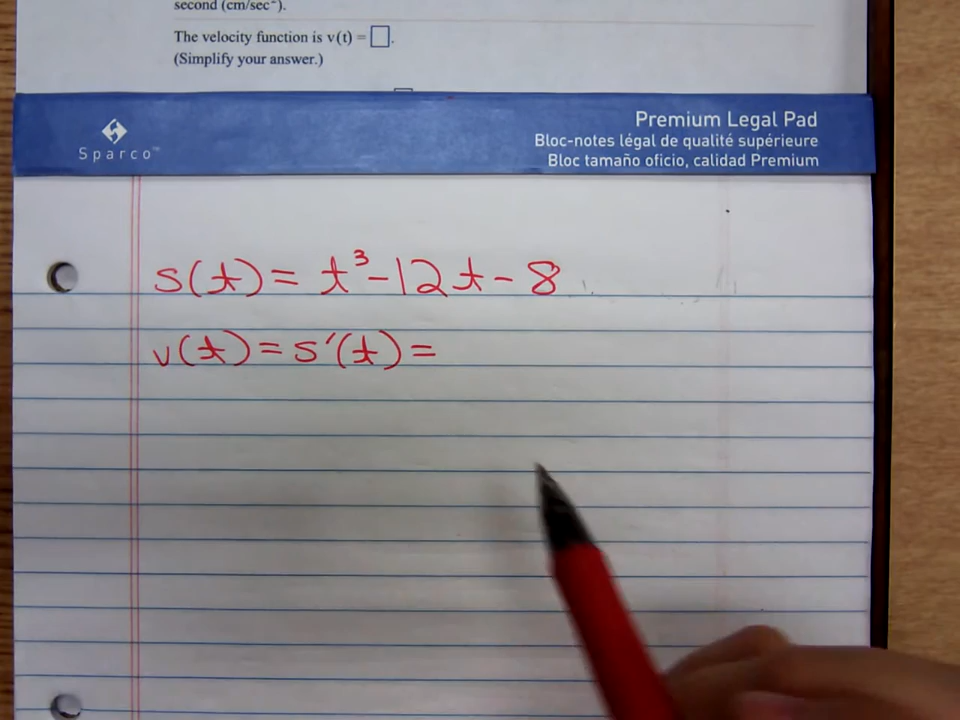 second (cm/sec²).
The velocity function is v(t) = □.
(Simplify your answer.)
Sparco™
Premium Legal Pad
Bloc-notes légal de qualité supérieure
Bloc tamaño oficio, calidad Premium
s(t) = t³ - 12t - 8
v(t) = s'(t) =